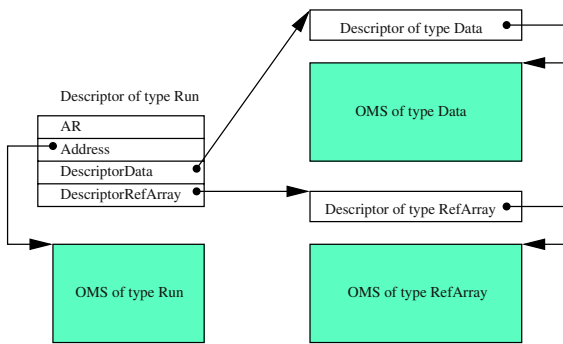 Descriptor of type Data
OMS of type Data
Descriptor of type Run
AR
Address
DescriptorData
DescriptorRefArray
Descriptor of type RefArray
OMS of type Run
OMS of type RefArray